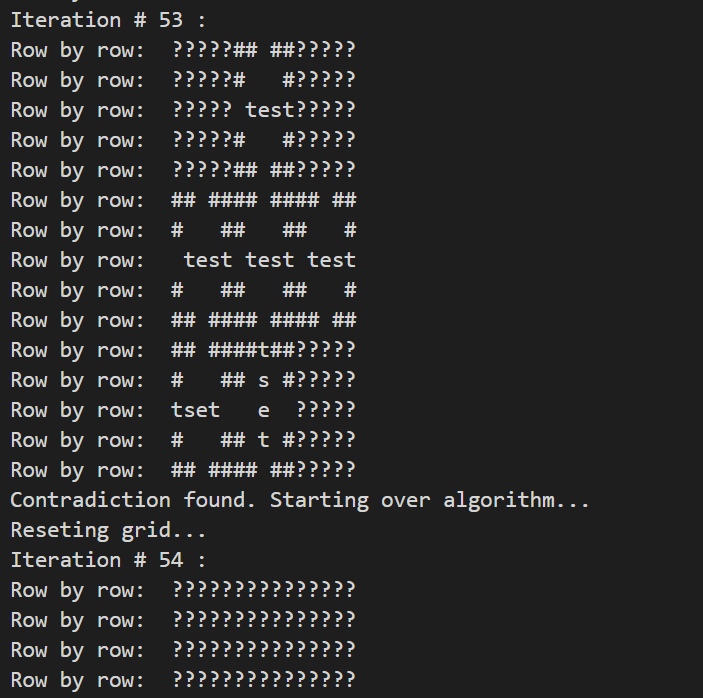 Iteration # 53 :
Row by row:  ?????## ##?????
Row by row:  ?????#   #?????
Row by row:  ????? test?????
Row by row:  ?????#   #?????
Row by row:  ?????## ##?????
Row by row:  ## #### #### ##
Row by row:  #   ##   ##   #
Row by row:   test test test
Row by row:  #   ##   ##   #
Row by row:  ## #### #### ##
Row by row:  ## ####t##?????
Row by row:  #   ## s #?????
Row by row:  tset   e  ?????
Row by row:  #   ## t #?????
Row by row:  ## #### ##?????
Contradiction found. Starting over algorithm...
Reseting grid...
Iteration # 54 :
Row by row:  ???????????????
Row by row:  ???????????????
Row by row:  ???????????????
Row by row:  ???????????????